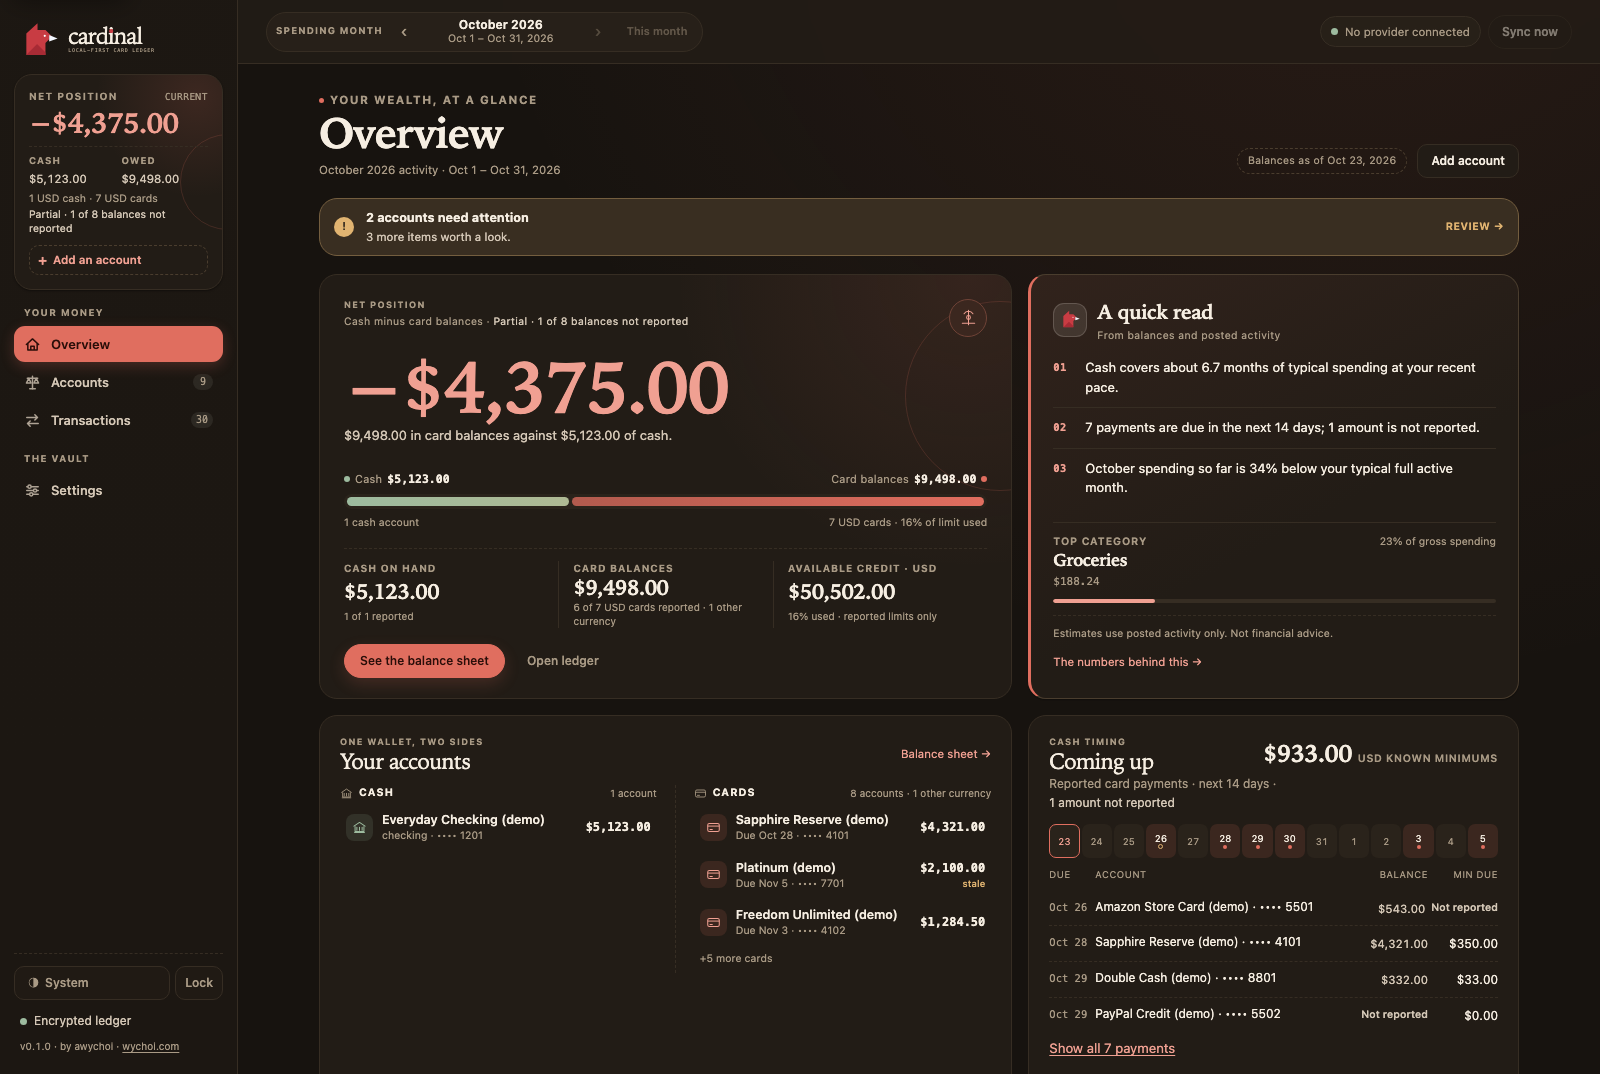 cardinal
LOCAL-FIRST CARD LEDGER
NET POSITION CURRENT
−$4,375.00
CASH OWED
$5,123.00 $9,498.00
1 USD cash · 7 USD cards
Partial · 1 of 8 balances not
reported
+ Add an account
YOUR MONEY
Overview
Accounts 9
Transactions 30
THE VAULT
Settings
System Lock
Encrypted ledger
v0.1.0 · by awychol · wychol.com
SPENDING MONTH ‹ October 2026 › This month
Oct 1 – Oct 31, 2026
No provider connected Sync now
YOUR WEALTH, AT A GLANCE
Overview
October 2026 activity · Oct 1 – Oct 31, 2026
Balances as of Oct 23, 2026 Add account
! 2 accounts need attention
3 more items worth a look.
REVIEW →
NET POSITION
Cash minus card balances · Partial · 1 of 8 balances not reported
−$4,375.00
$9,498.00 in card balances against $5,123.00 of cash.
Cash $5,123.00 Card balances $9,498.00
1 cash account 7 USD cards · 16% of limit used
CASH ON HAND
$5,123.00
1 of 1 reported
CARD BALANCES
$9,498.00
6 of 7 USD cards reported · 1 other
currency
AVAILABLE CREDIT · USD
$50,502.00
16% used · reported limits only
See the balance sheet Open ledger
A quick read
From balances and posted activity
01 Cash covers about 6.7 months of typical spending at your recent
pace.
02 7 payments are due in the next 14 days; 1 amount is not reported.
03 October spending so far is 34% below your typical full active
month.
TOP CATEGORY 23% of gross spending
Groceries
$188.24
Estimates use posted activity only. Not financial advice.
The numbers behind this →
ONE WALLET, TWO SIDES
Your accounts Balance sheet →
CASH 1 account
Everyday Checking (demo) $5,123.00
checking · •••• 1201
CARDS 8 accounts · 1 other currency
Sapphire Reserve (demo) $4,321.00
Due Oct 28 · •••• 4101
Platinum (demo) $2,100.00
Due Nov 5 · •••• 7701 stale
Freedom Unlimited (demo) $1,284.50
Due Nov 3 · •••• 4102
+5 more cards
CASH TIMING
Coming up $933.00 USD KNOWN MINIMUMS
Reported card payments · next 14 days ·
1 amount not reported
23 24 25 26 27 28 29 30 31 1 2 3 4 5
DUE ACCOUNT BALANCE MIN DUE
Oct 26 Amazon Store Card (demo) · •••• 5501 $543.00 Not reported
Oct 28 Sapphire Reserve (demo) · •••• 4101 $4,321.00 $350.00
Oct 29 Double Cash (demo) · •••• 8801 $332.00 $33.00
Oct 29 PayPal Credit (demo) · •••• 5502 Not reported $0.00
Show all 7 payments